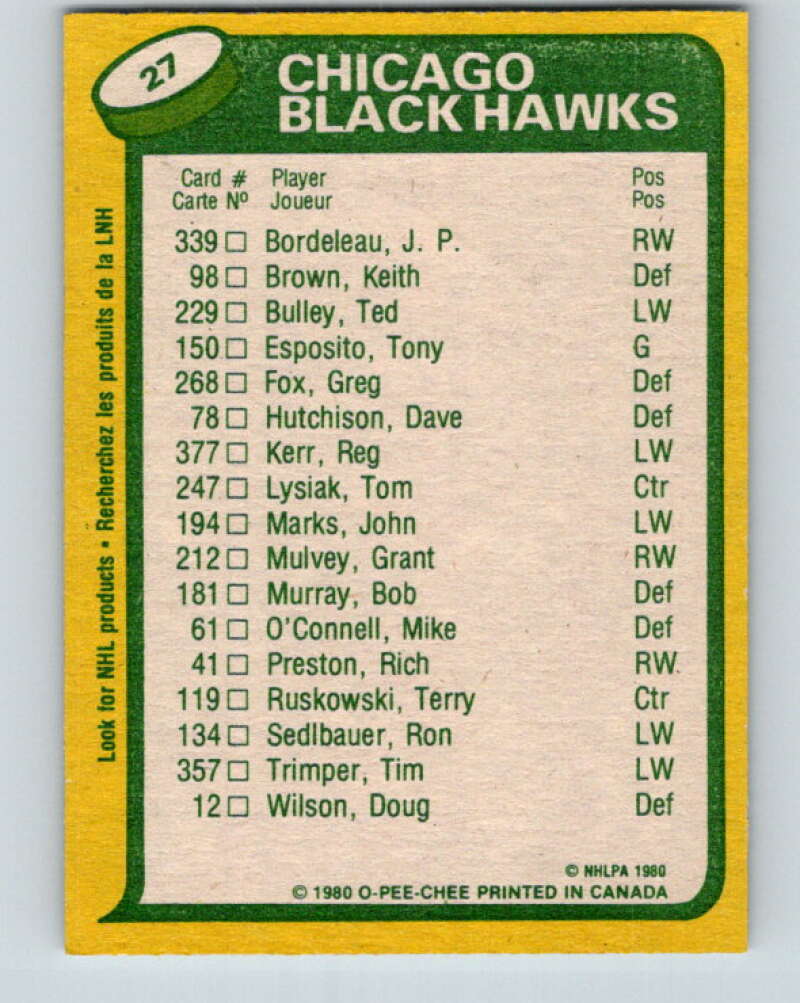 27
CHICAGO
BLACK HAWKS
Card # Player Pos
Carte Nº Joueur Pos
339 □ Bordeleau, J. P. RW
98 □ Brown, Keith Def
229 □ Bulley, Ted LW
150 □ Esposito, Tony G
268 □ Fox, Greg Def
78 □ Hutchison, Dave Def
377 □ Kerr, Reg LW
247 □ Lysiak, Tom Ctr
194 □ Marks, John LW
212 □ Mulvey, Grant RW
181 □ Murray, Bob Def
61 □ O'Connell, Mike Def
41 □ Preston, Rich RW
119 □ Ruskowski, Terry Ctr
134 □ Sedlbauer, Ron LW
357 □ Trimper, Tim LW
12 □ Wilson, Doug Def
© NHLPA 1980
© 1980 O-PEE-CHEE PRINTED IN CANADA
Look for NHL products • Recherchez les produits de la LNH